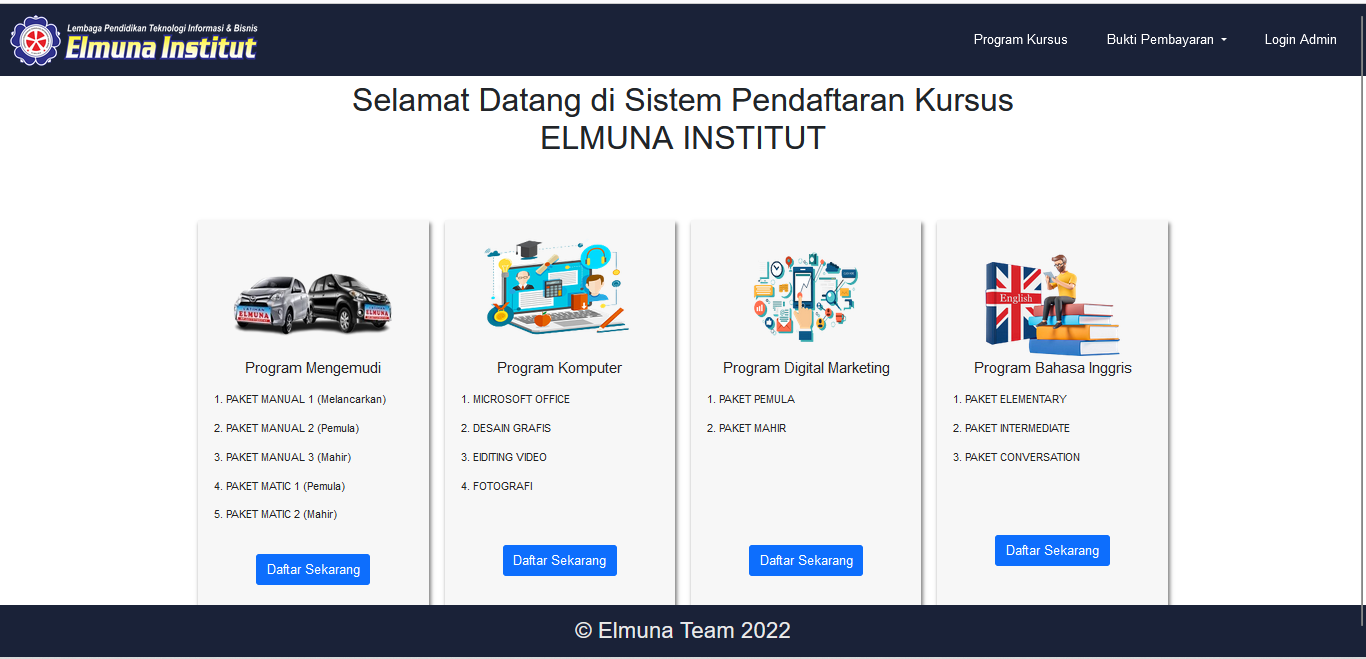 Lembaga Pendidikan Teknologi Informasi & Bisnis
Elmuna Institut
Program Kursus
Bukti Pembayaran
Login Admin
Selamat Datang di Sistem Pendaftaran Kursus
ELMUNA INSTITUT
ELMUNA
ELMUNA
English
Program Mengemudi
1. PAKET MANUAL 1 (Melancarkan)
2. PAKET MANUAL 2 (Pemula)
3. PAKET MANUAL 3 (Mahir)
4. PAKET MATIC 1 (Pemula)
5. PAKET MATIC 2 (Mahir)
Daftar Sekarang
Program Komputer
1. MICROSOFT OFFICE
2. DESAIN GRAFIS
3. EIDITING VIDEO
4. FOTOGRAFI
Daftar Sekarang
Program Digital Marketing
1. PAKET PEMULA
2. PAKET MAHIR
Daftar Sekarang
Program Bahasa Inggris
1. PAKET ELEMENTARY
2. PAKET INTERMEDIATE
3. PAKET CONVERSATION
Daftar Sekarang
© Elmuna Team 2022